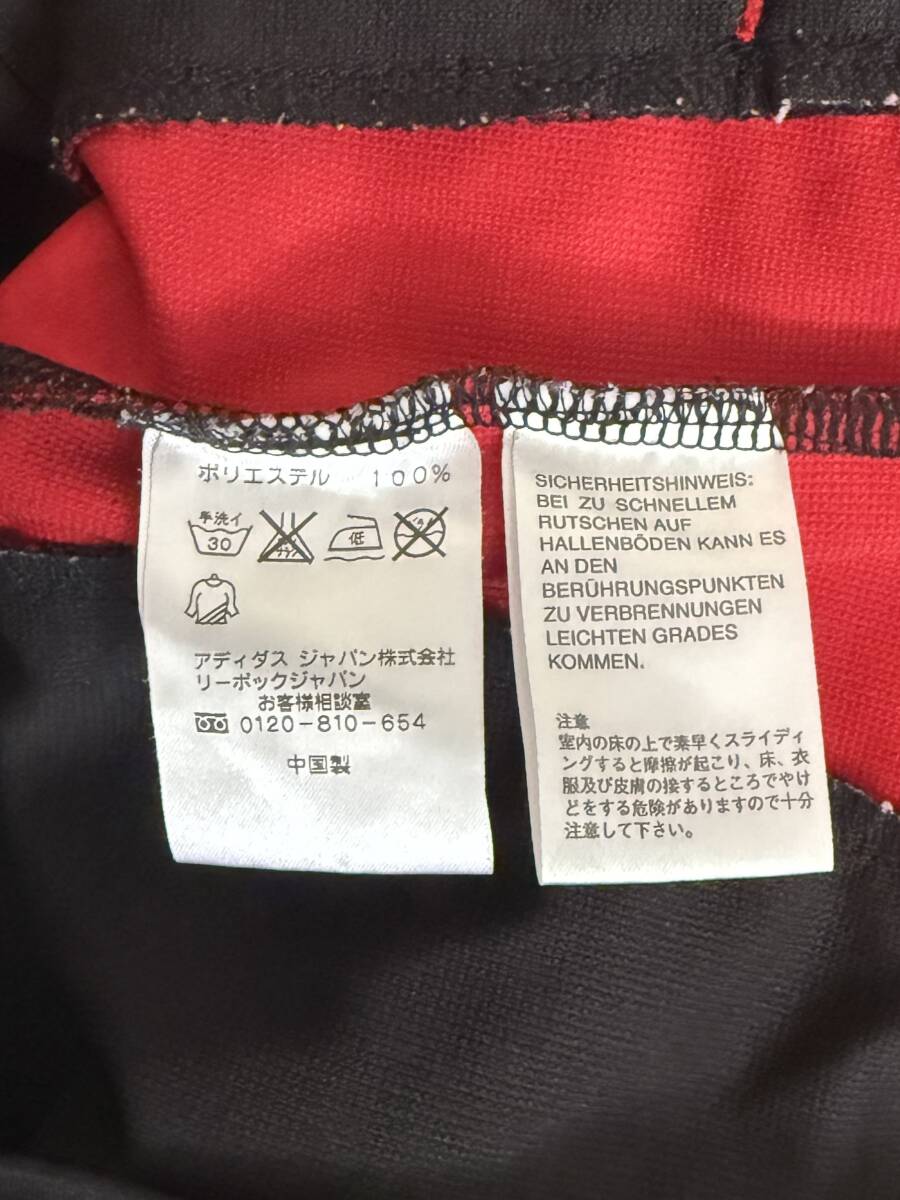 ポリエステル 100%
手洗イ
30
低
アディダス ジャパン株式会社
リーボックジャパン
お客様相談室
0120-810-654
中国製
SICHERHEITSHINWEIS:
BEI ZU SCHNELLEM
RUTSCHEN AUF
HALLENBÖDEN KANN ES
AN DEN
BERÜHRUNGSPUNKTEN
ZU VERBRENNUNGEN
LEICHTEN GRADES
KOMMEN.
注意
室内の床の上で素早くスライディ
ングすると摩擦が起こり、床、衣
服及び皮膚の接するところでやけ
どをする危険がありますので十分
注意して下さい。